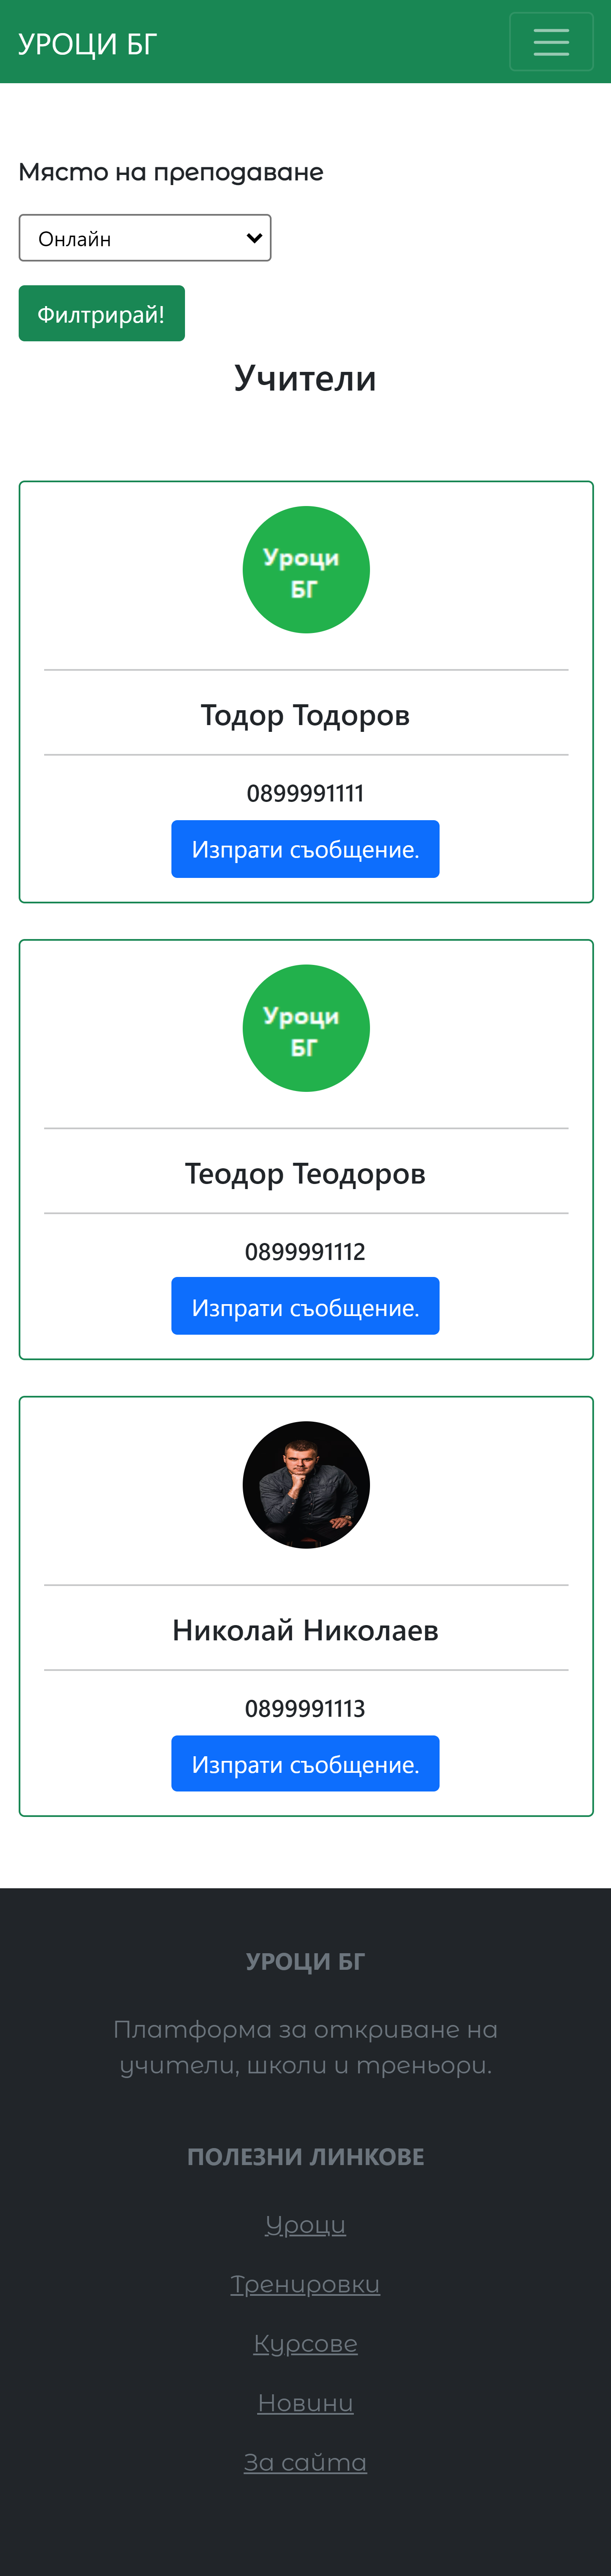 УРОЦИ БГ
Място на преподаване
Онлайн
Филтрирай!
Учители
Уроци
БГ
Тодор Тодоров
0899991111
Изпрати съобщение.
Уроци
БГ
Теодор Теодоров
0899991112
Изпрати съобщение.
Николай Николаев
0899991113
Изпрати съобщение.
УРОЦИ БГ
Платформа за откриване на
учители, школи и треньори.
ПОЛЕЗНИ ЛИНКОВЕ
Уроци
Тренировки
Курсове
Новини
За сайта